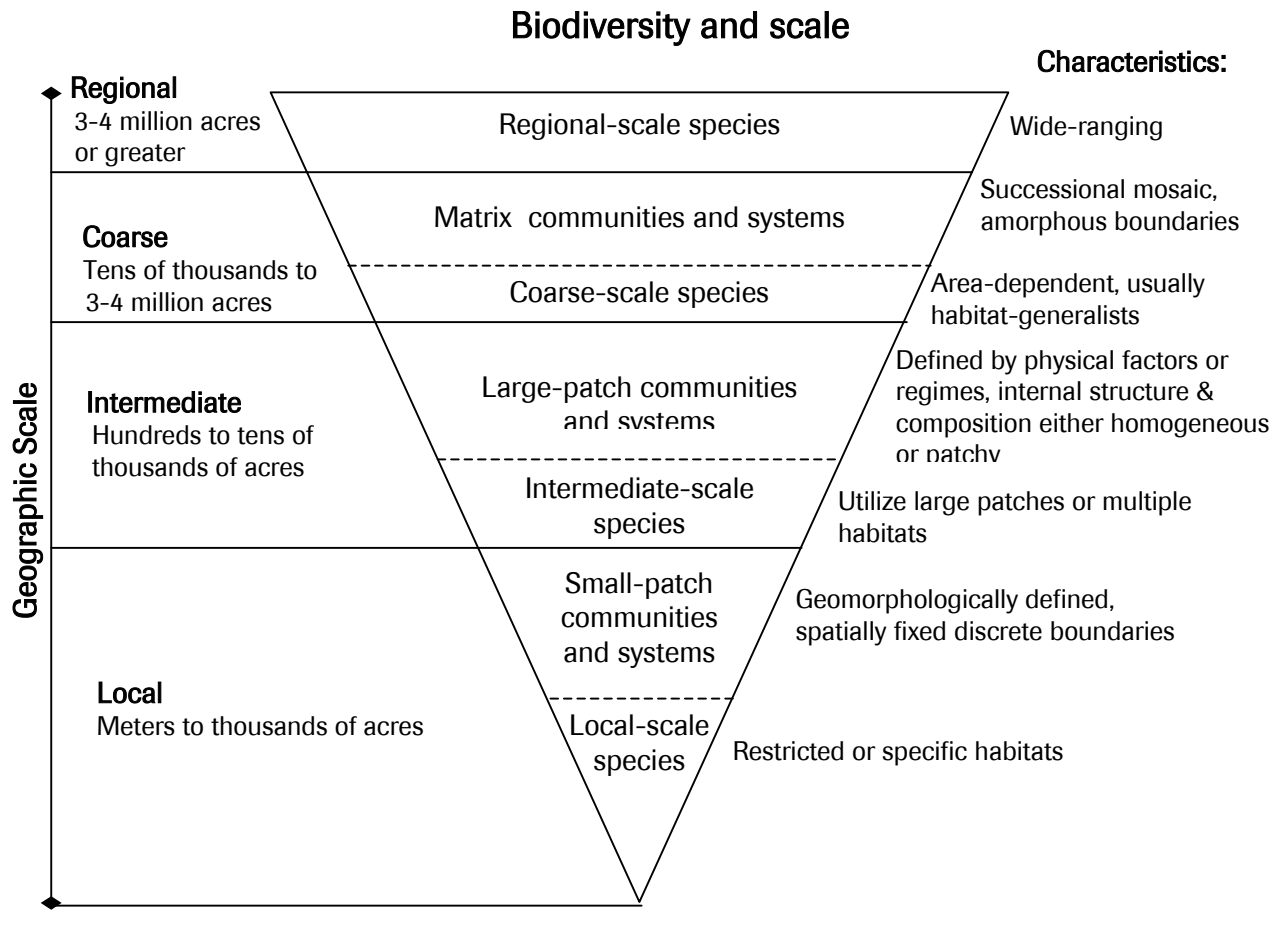 Biodiversity and scale
Characteristics:
Geographic Scale
Regional
3-4 million acres
or greater
Regional-scale species
Wide-ranging
Coarse
Tens of thousands to
3-4 million acres
Matrix communities and systems
Successional mosaic,
amorphous boundaries
Coarse-scale species
Area-dependent, usually
habitat-generalists
Intermediate
Hundreds to tens of
thousands of acres
Large-patch communities
and systems
Defined by physical factors or
regimes, internal structure &
composition either homogeneous
or patchy
Intermediate-scale
species
Utilize large patches or multiple
habitats
Local
Meters to thousands of acres
Small-patch
communities
and systems
Geomorphologically defined,
spatially fixed discrete boundaries
Local-scale
species
Restricted or specific habitats